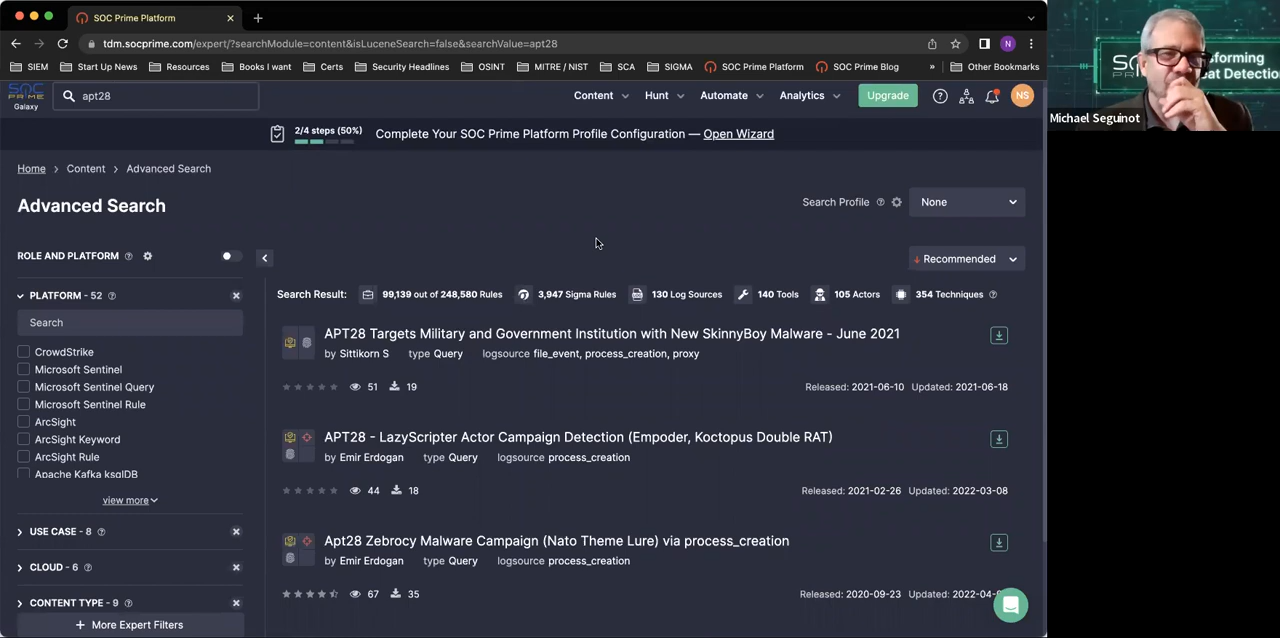 SOC Prime Platform
tdm.socprime.com/expert/?searchModule=content&isLuceneSearch=false&searchValue=apt28
N
SIEM
Start Up News
Resources
Books I want
Certs
Security Headlines
OSINT
MITRE / NIST
SCA
SIGMA
SOC Prime Platform
SOC Prime Blog
»
Other Bookmarks
SOC
PRIME
Galaxy
apt28
Content
Hunt
Automate
Analytics
Upgrade
NS
2/4 steps (50%)
Complete Your SOC Prime Platform Profile Configuration — Open Wizard
Home > Content > Advanced Search
Advanced Search
Search Profile
None
ROLE AND PLATFORM
Recommended
PLATFORM - 52
Search
CrowdStrike
Microsoft Sentinel
Microsoft Sentinel Query
Microsoft Sentinel Rule
ArcSight
ArcSight Keyword
ArcSight Rule
Apache Kafka ksqlDB
view more
USE CASE - 8
CLOUD - 6
CONTENT TYPE - 9
+ More Expert Filters
Search Result: 99,139 out of 248,580 Rules 3,947 Sigma Rules 130 Log Sources 140 Tools 105 Actors 354 Techniques
APT28 Targets Military and Government Institution with New SkinnyBoy Malware - June 2021
by Sittikorn S type Query logsource file_event, process_creation, proxy
51 19 Released: 2021-06-10 Updated: 2021-06-18
APT28 - LazyScripter Actor Campaign Detection (Empoder, Koctopus Double RAT)
by Emir Erdogan type Query logsource process_creation
44 18 Released: 2021-02-26 Updated: 2022-03-08
Apt28 Zebrocy Malware Campaign (Nato Theme Lure) via process_creation
by Emir Erdogan type Query logsource process_creation
67 35 Released: 2020-09-23 Updated: 2022-04-
sforming
eat Detection
Michael Seguinot